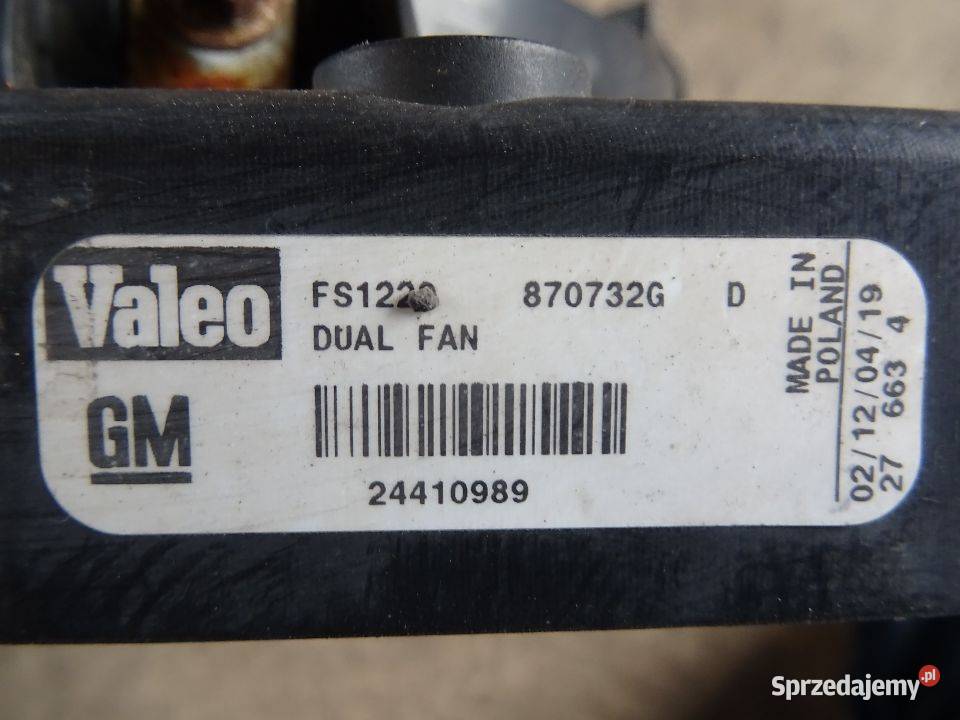 Valeo
870732G D
DUAL FAN
GM
24410989
MADE IN
POLAND
02/12/04/19
27 663 4
Sprzedajemy.pl